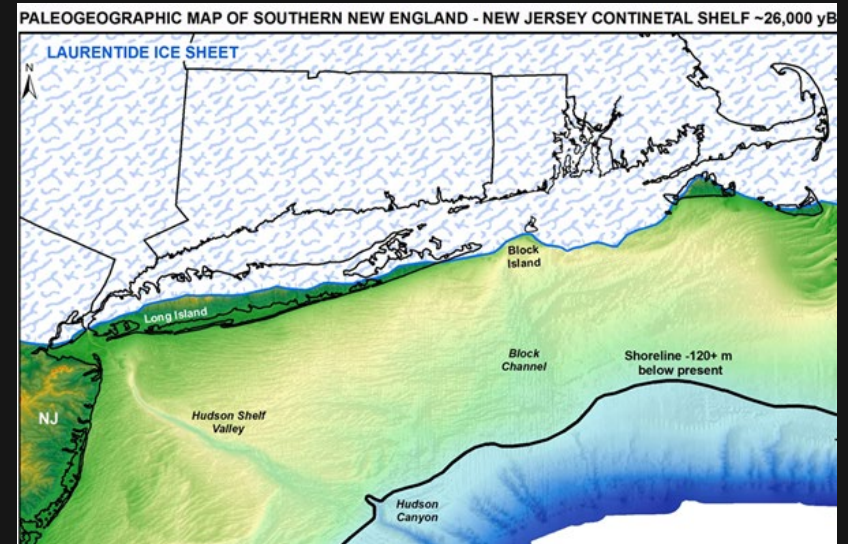 PALEOGEOGRAPHIC MAP OF SOUTHERN NEW ENGLAND - NEW JERSEY CONTINETAL SHELF ~26,000 yB
LAURENTIDE ICE SHEET
N
Block
Island
Long Island
Block
Channel
Shoreline -120+ m
below present
NJ
Hudson Shelf
Valley
Hudson
Canyon